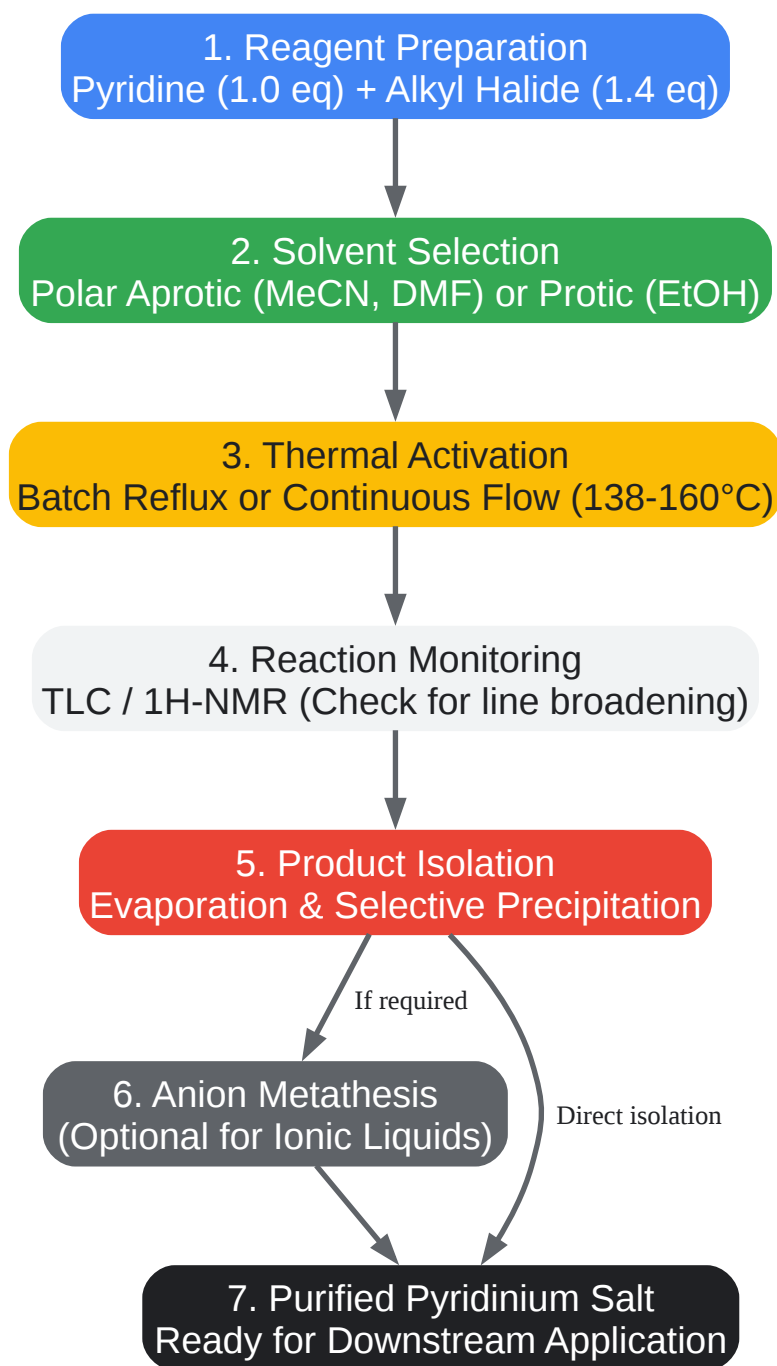 1. Reagent Preparation
Pyridine (1.0 eq) + Alkyl Halide (1.4 eq)
2. Solvent Selection
Polar Aprotic (MeCN, DMF) or Protic (EtOH)
3. Thermal Activation
Batch Reflux or Continuous Flow (138-160°C)
4. Reaction Monitoring
TLC / 1H-NMR (Check for line broadening)
5. Product Isolation
Evaporation & Selective Precipitation
If required
6. Anion Metathesis
(Optional for Ionic Liquids)
Direct isolation
7. Purified Pyridinium Salt
Ready for Downstream Application